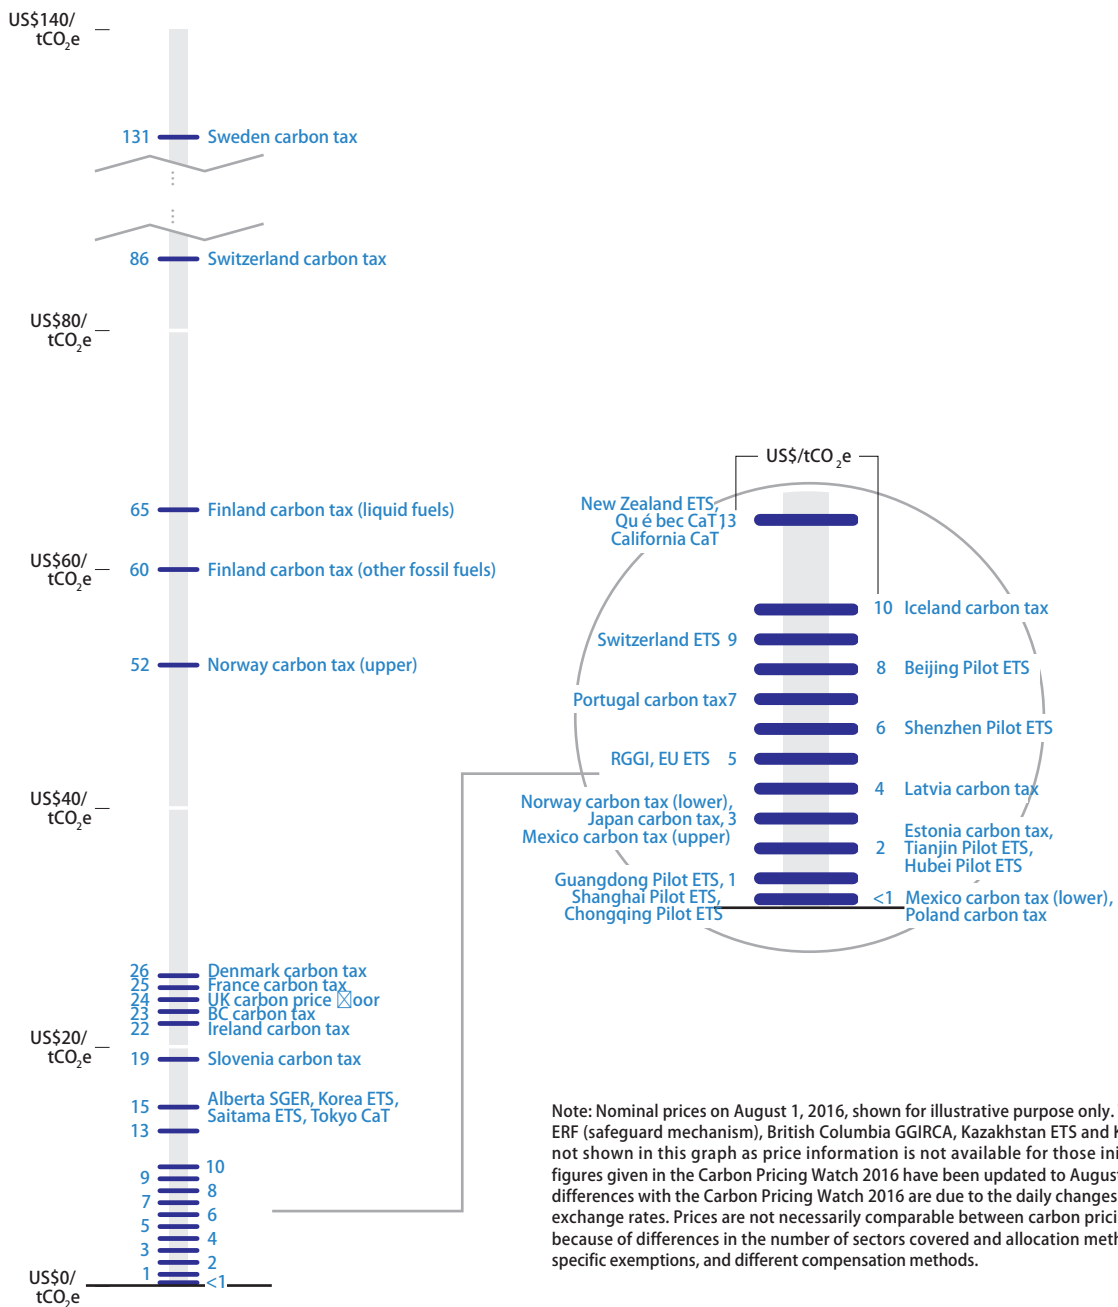 US$140/
tCO2e
131 Sweden carbon tax
86 Switzerland carbon tax
US$80/
tCO2e
65 Finland carbon tax (liquid fuels)
US$60/
tCO2e
60 Finland carbon tax (other fossil fuels)
52 Norway carbon tax (upper)
US$40/
tCO2e
26 Denmark carbon tax
25 France carbon tax
24 UK carbon price oor
23 BC carbon tax
22 Ireland carbon tax
US$20/
tCO2e
19 Slovenia carbon tax
15 Alberta SGER, Korea ETS,
Saitama ETS, Tokyo CaT
13
10
9
8
7
6
5
4
3
2
1
<1
US$0/
tCO2e
US$/tCO2e
New Zealand ETS,
Qu é bec CaT, 13
California CaT
10 Iceland carbon tax
Switzerland ETS 9
8 Beijing Pilot ETS
Portugal carbon tax 7
6 Shenzhen Pilot ETS
RGGI, EU ETS 5
4 Latvia carbon tax
Norway carbon tax (lower),
Japan carbon tax, 3
Mexico carbon tax (upper)
Estonia carbon tax,
2 Tianjin Pilot ETS,
Hubei Pilot ETS
Guangdong Pilot ETS, 1
Shanghai Pilot ETS,
Chongqing Pilot ETS
<1 Mexico carbon tax (lower),
Poland carbon tax
Note: Nominal prices on August 1, 2016, shown for illustrative purpose only.
ERF (safeguard mechanism), British Columbia GGIRCA, Kazakhstan ETS and
not shown in this graph as price information is not available for those
figures given in the Carbon Pricing Watch 2016 have been updated to
differences with the Carbon Pricing Watch 2016 are due to the daily changes
exchange rates. Prices are not necessarily comparable between carbon
because of differences in the number of sectors covered and allocation
specific exemptions, and different compensation methods.